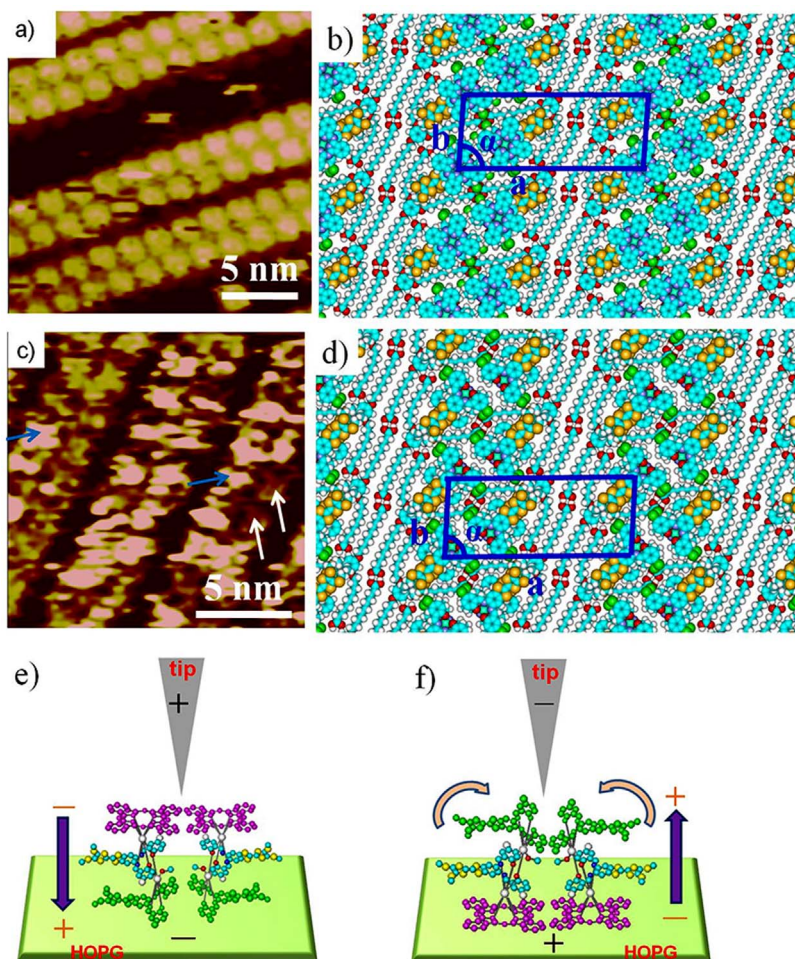 a)
5 nm
b)
b
α
a
c)
5 nm
d)
b
α
a
e)
tip
+
−
+
−
HOPG
f)
tip
−
+
−
+
HOPG